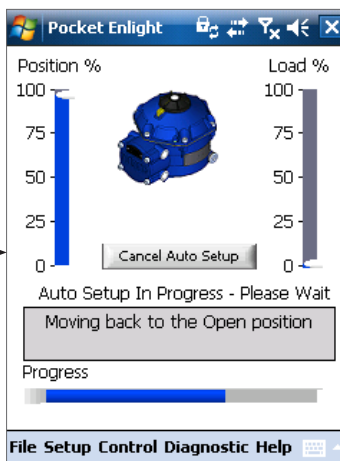 Pocket Enlight
Position % Load %
100 100
75 75
50 50
25 25
0 0
Cancel Auto Setup
Auto Setup In Progress - Please Wait
Moving back to the Open position
Progress
File Setup Control Diagnostic Help